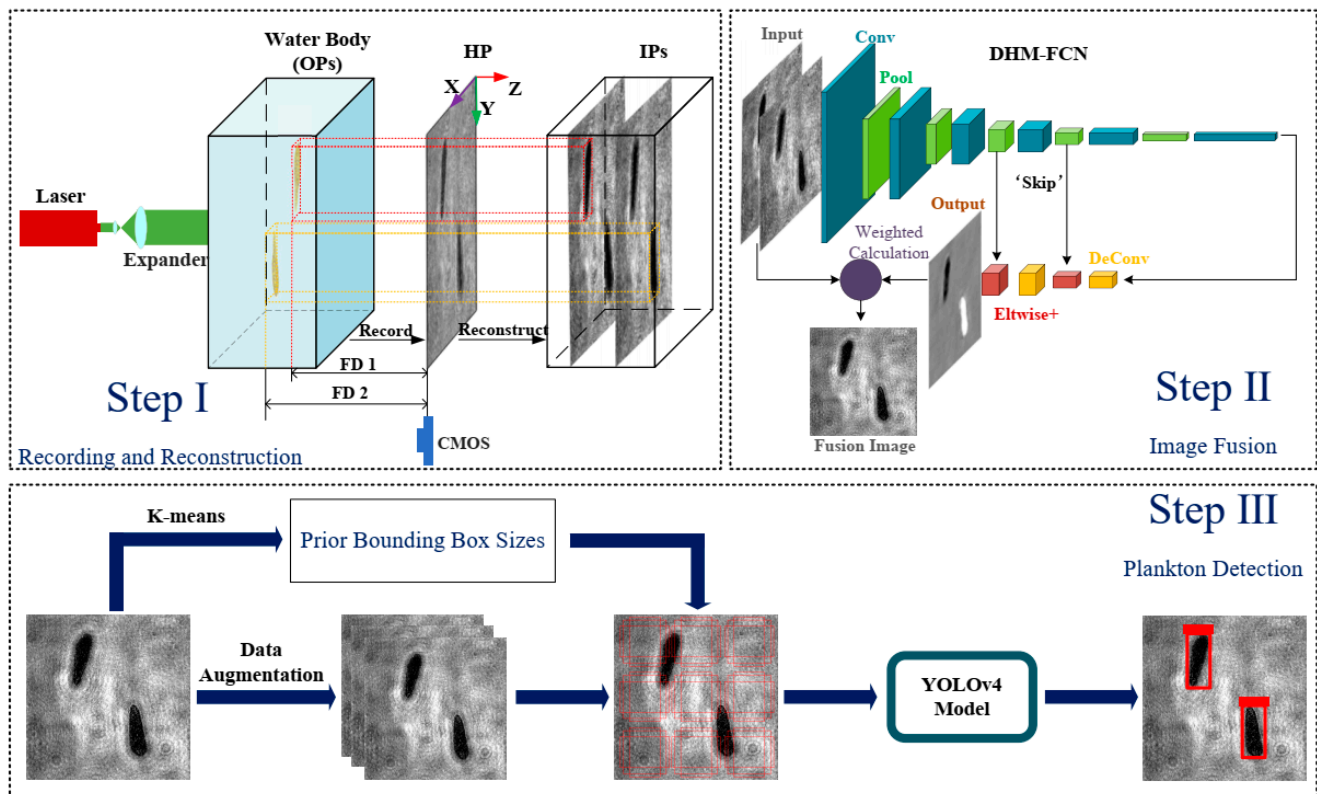 Water Body
(OPs)
HP
IPs
X
Z
Y
Laser
Expander
Record
Reconstruct
FD 1
FD 2
CMOS
Step I
Recording and Reconstruction
Input
Conv
DHM-FCN
Pool
‘Skip’
Output
Weighted
Calculation
DeConv
Eltwise+
Fusion Image
Step II
Image Fusion
K-means
Prior Bounding Box Sizes
Step III
Plankton Detection
Data
Augmentation
YOLOv4
Model